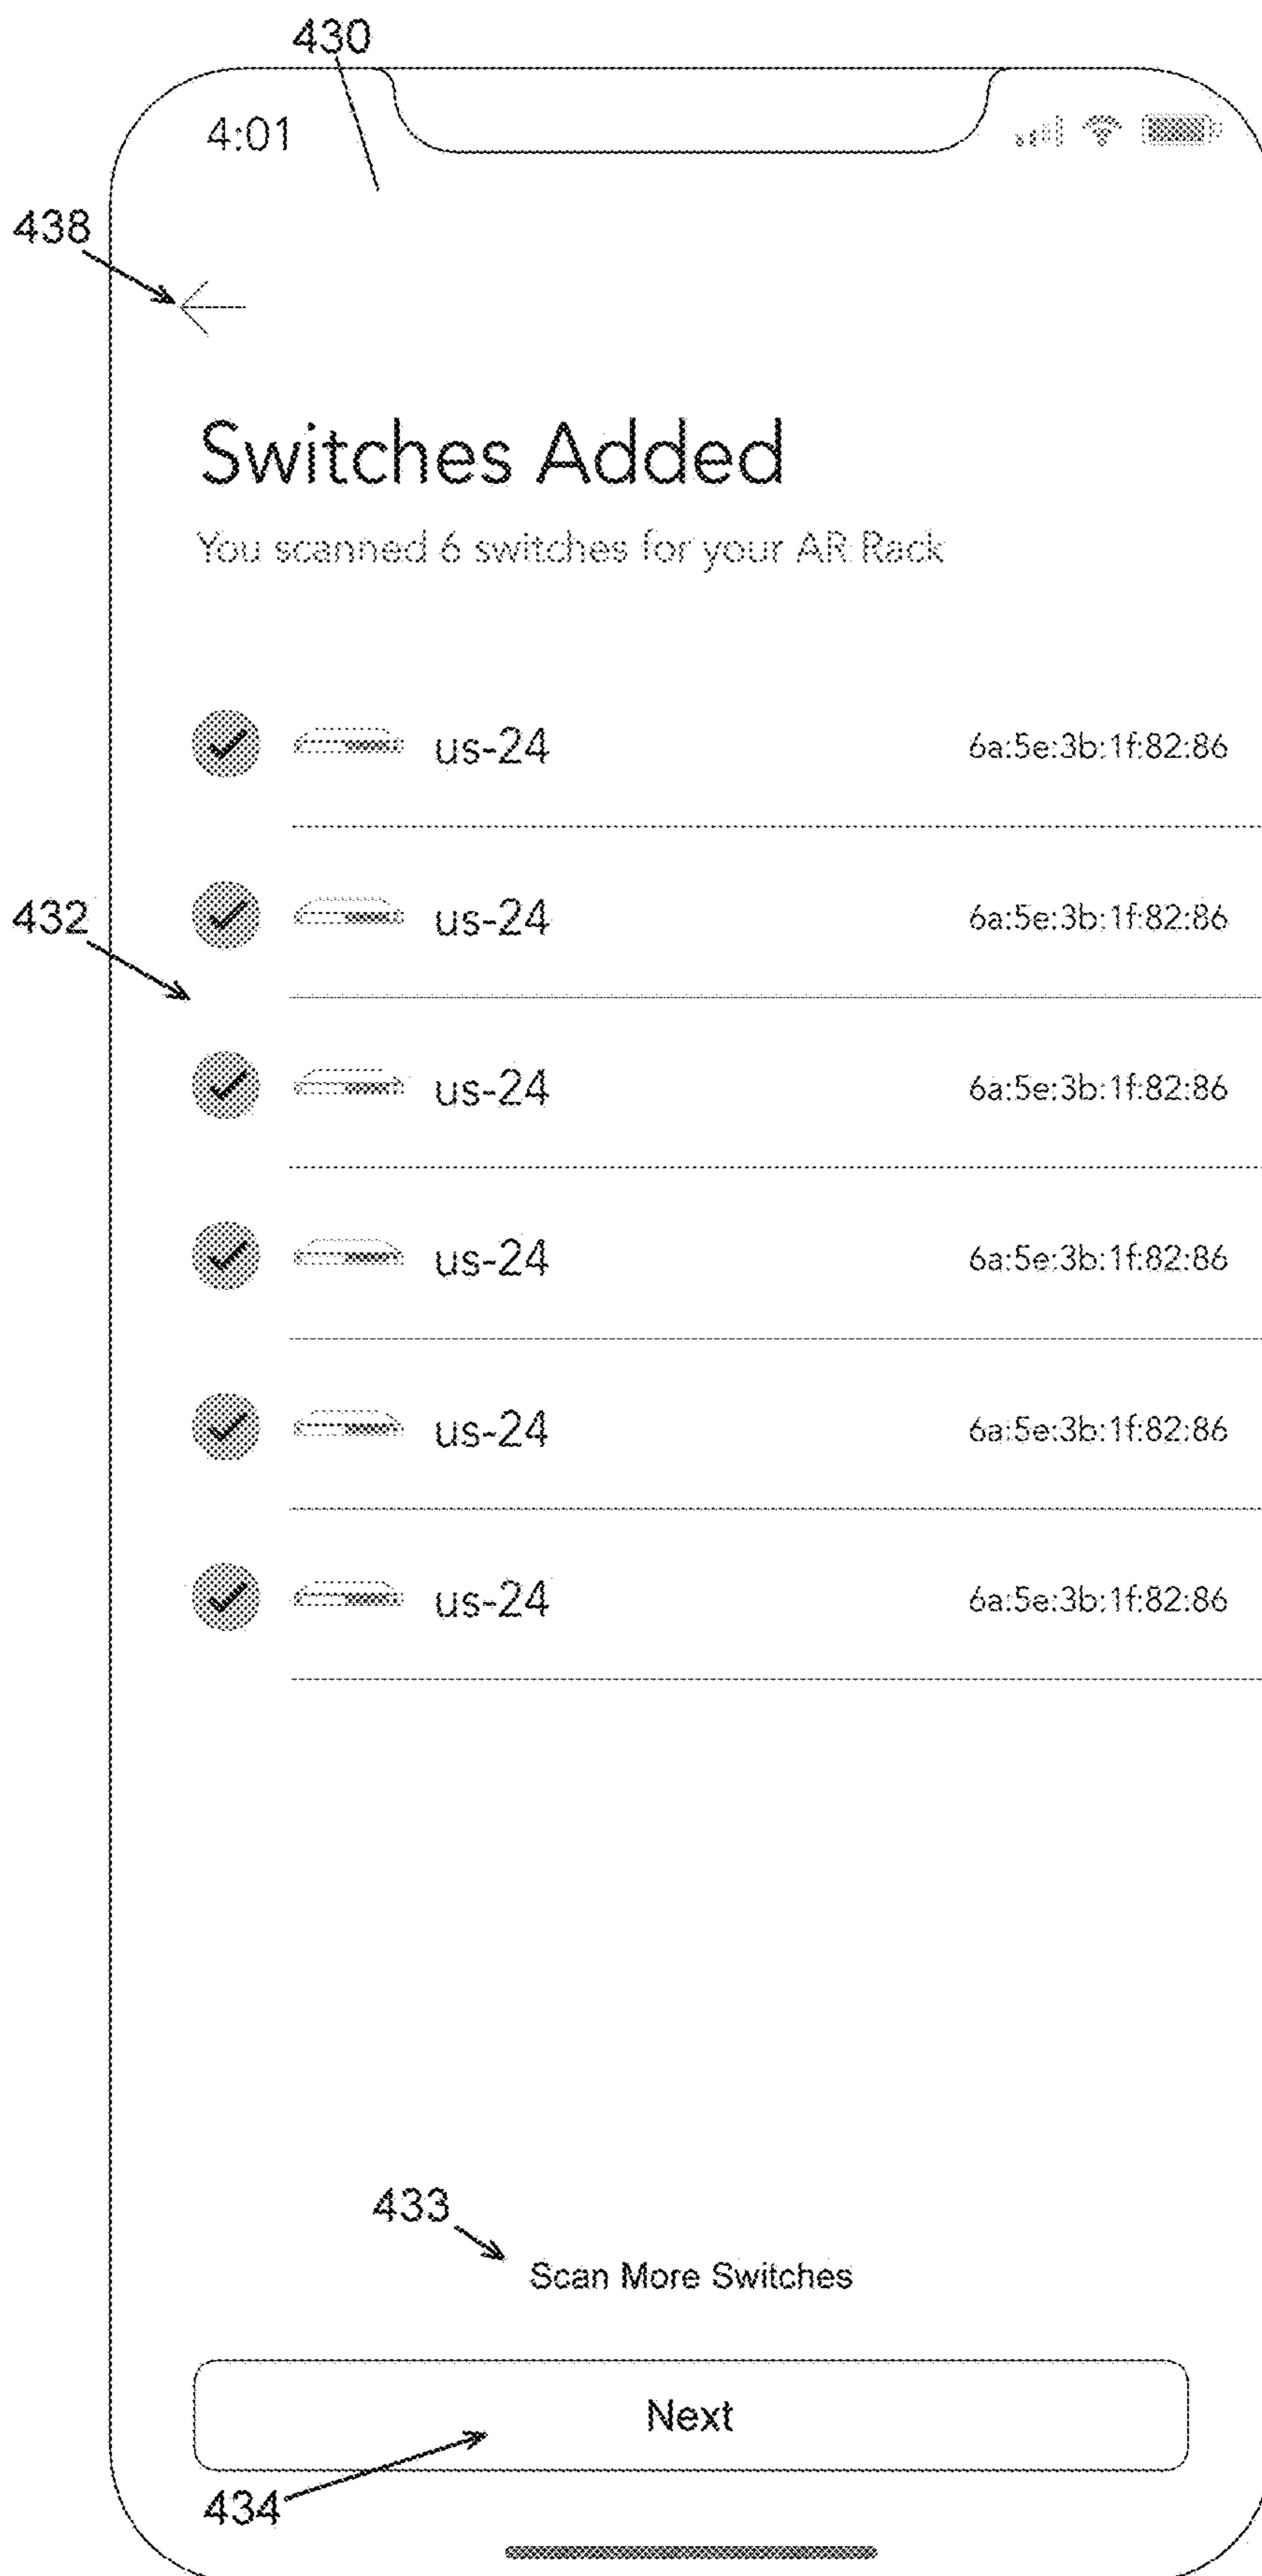 430
4:01
438
Switches Added
You scanned 6 switches for your AR Rack
us-24 6a:5e:3b:1f:82:86
432
us-24 6a:5e:3b:1f:82:86
us-24 6a:5e:3b:1f:82:86
us-24 6a:5e:3b:1f:82:86
us-24 6a:5e:3b:1f:82:86
us-24 6a:5e:3b:1f:82:86
433
Scan More Switches
Next
434